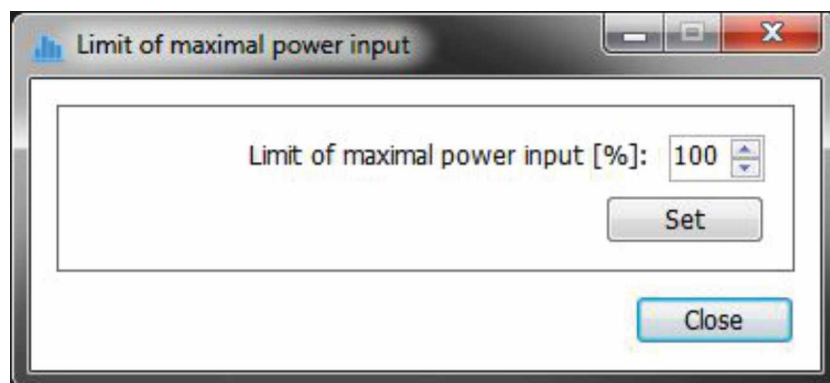 Limit of maximal power input
Limit of maximal power input [%]: 100
Set
Close